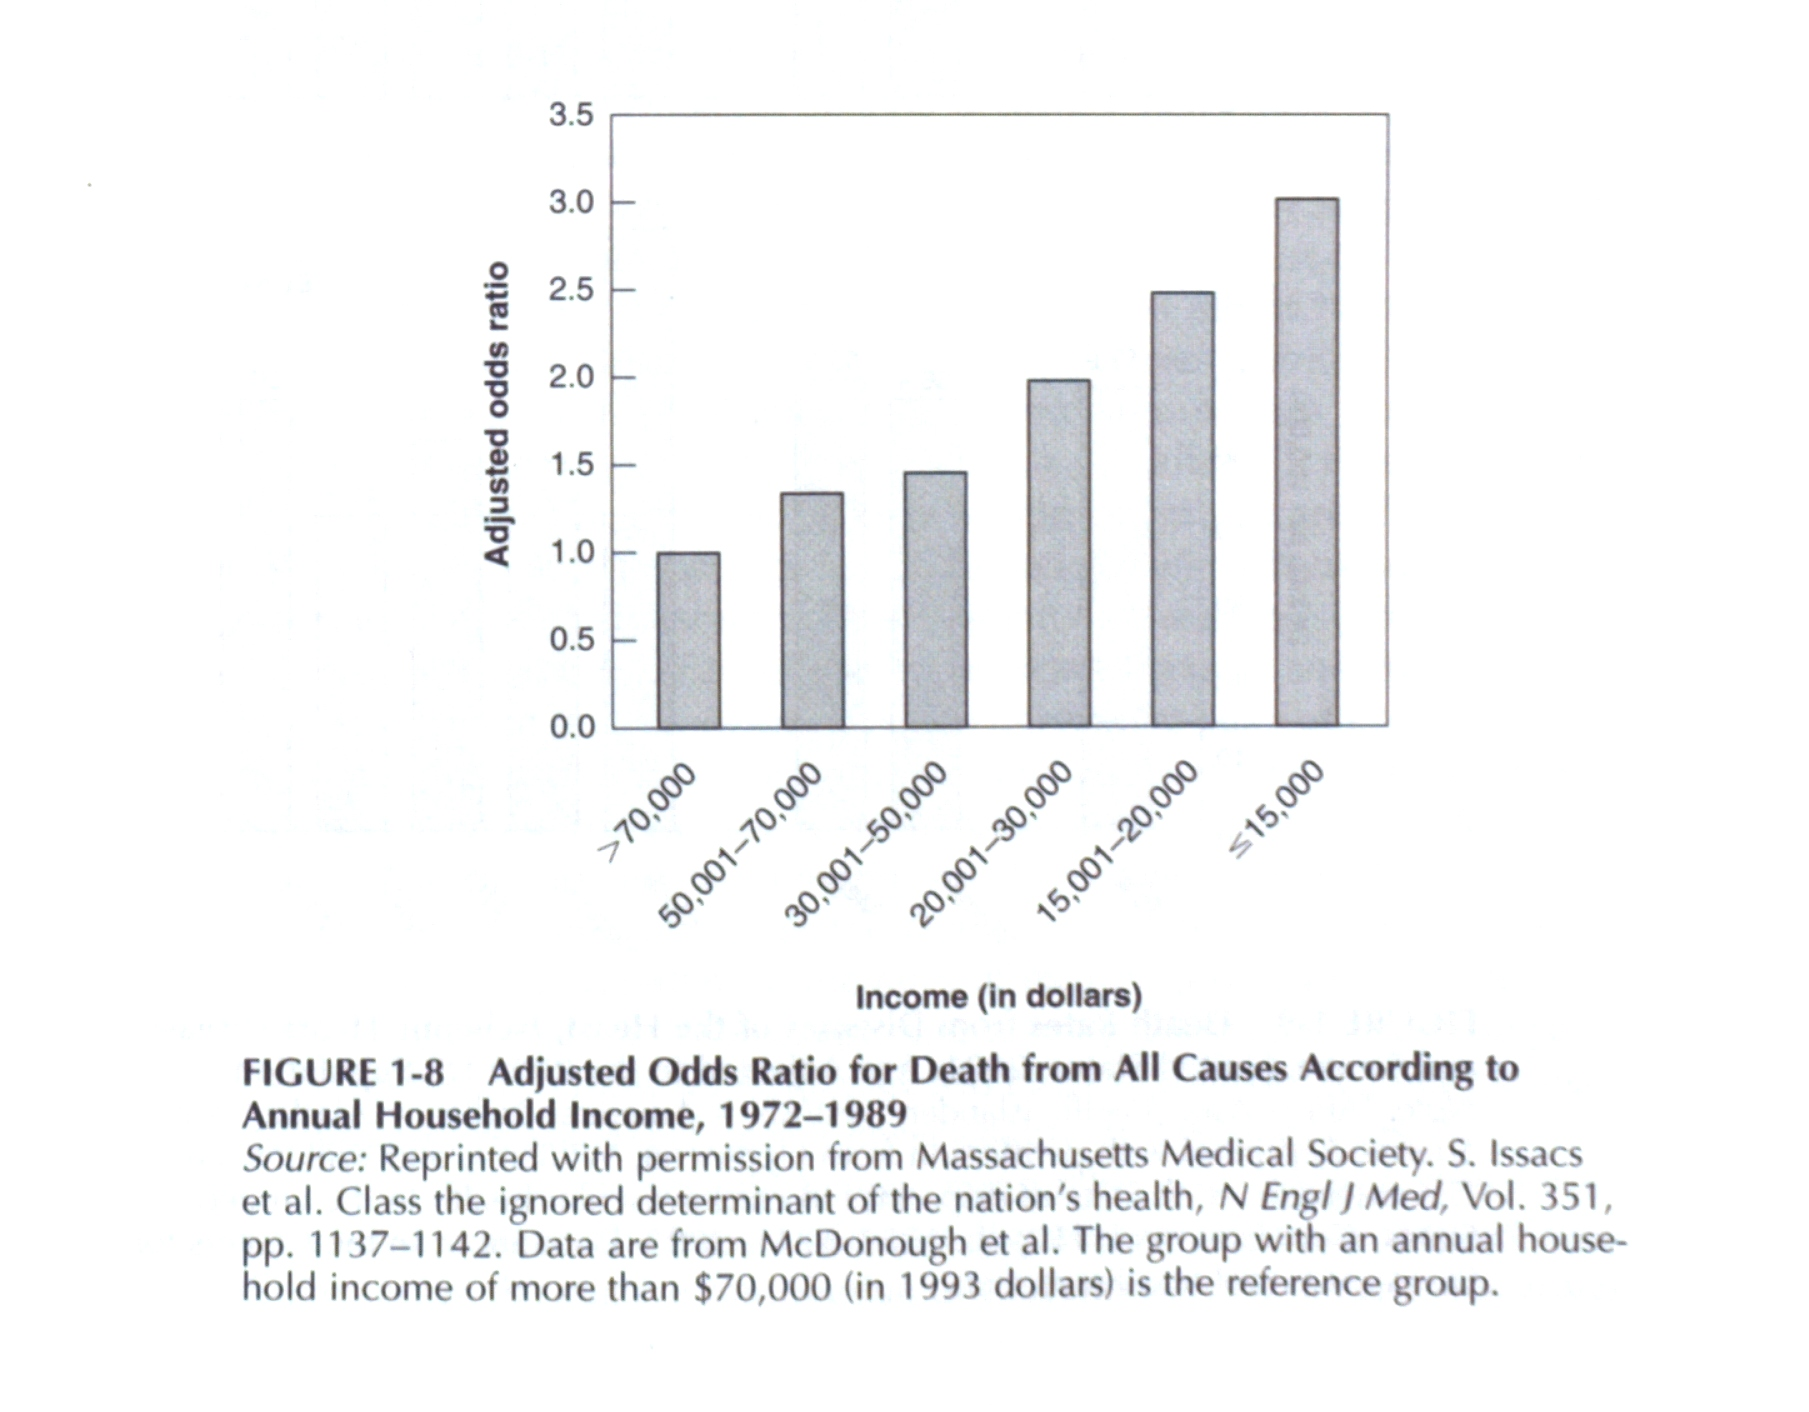 3.5
3.0
2.5
2.0
1.5
1.0
0.5
0.0
Adjusted odds ratio
>70,000
50,001–70,000
30,001–50,000
20,001–30,000
15,001–20,000
≤15,000
Income (in dollars)
FIGURE 1-8 Adjusted Odds Ratio for Death from All Causes According to
Annual Household Income, 1972–1989
Source: Reprinted with permission from Massachusetts Medical Society. S. Issacs
et al. Class the ignored determinant of the nation's health, N Engl J Med, Vol. 351,
pp. 1137–1142. Data are from McDonough et al. The group with an annual house-
hold income of more than $70,000 (in 1993 dollars) is the reference group.